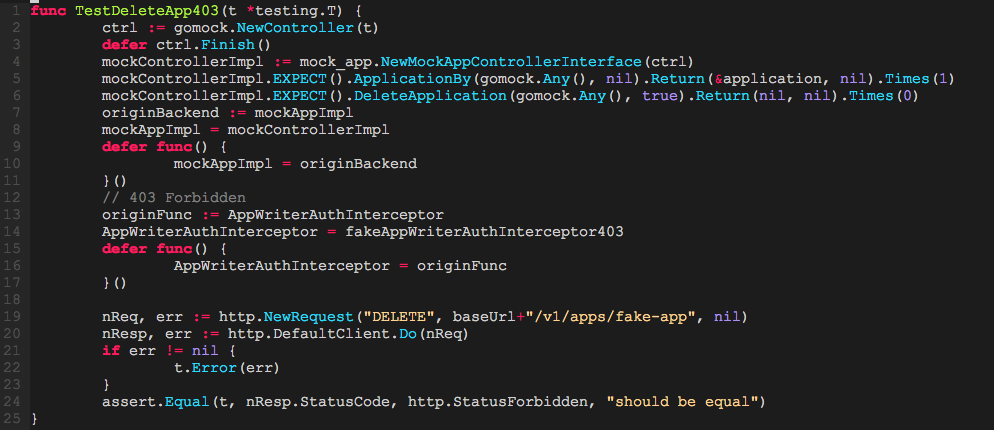 1 func TestDeleteApp403(t *testing.T) {
2 ctrl := gomock.NewController(t)
3 defer ctrl.Finish()
4 mockControllerImpl := mock_app.NewMockAppControllerInterface(ctrl)
5 mockControllerImpl.EXPECT().ApplicationBy(gomock.Any(), nil).Return(&application, nil).Times(1)
6 mockControllerImpl.EXPECT().DeleteApplication(gomock.Any(), true).Return(nil, nil).Times(0)
7 originBackend := mockAppImpl
8 mockAppImpl = mockControllerImpl
9 defer func() {
10 mockAppImpl = originBackend
11 }()
12 // 403 Forbidden
13 originFunc := AppWriterAuthInterceptor
14 AppWriterAuthInterceptor = fakeAppWriterAuthInterceptor403
15 defer func() {
16 AppWriterAuthInterceptor = originFunc
17 }()
18
19 nReq, err := http.NewRequest("DELETE", baseUrl+"/v1/apps/fake-app", nil)
20 nResp, err := http.DefaultClient.Do(nReq)
21 if err != nil {
22 t.Error(err)
23 }
24 assert.Equal(t, nResp.StatusCode, http.StatusForbidden, "should be equal")
25 }